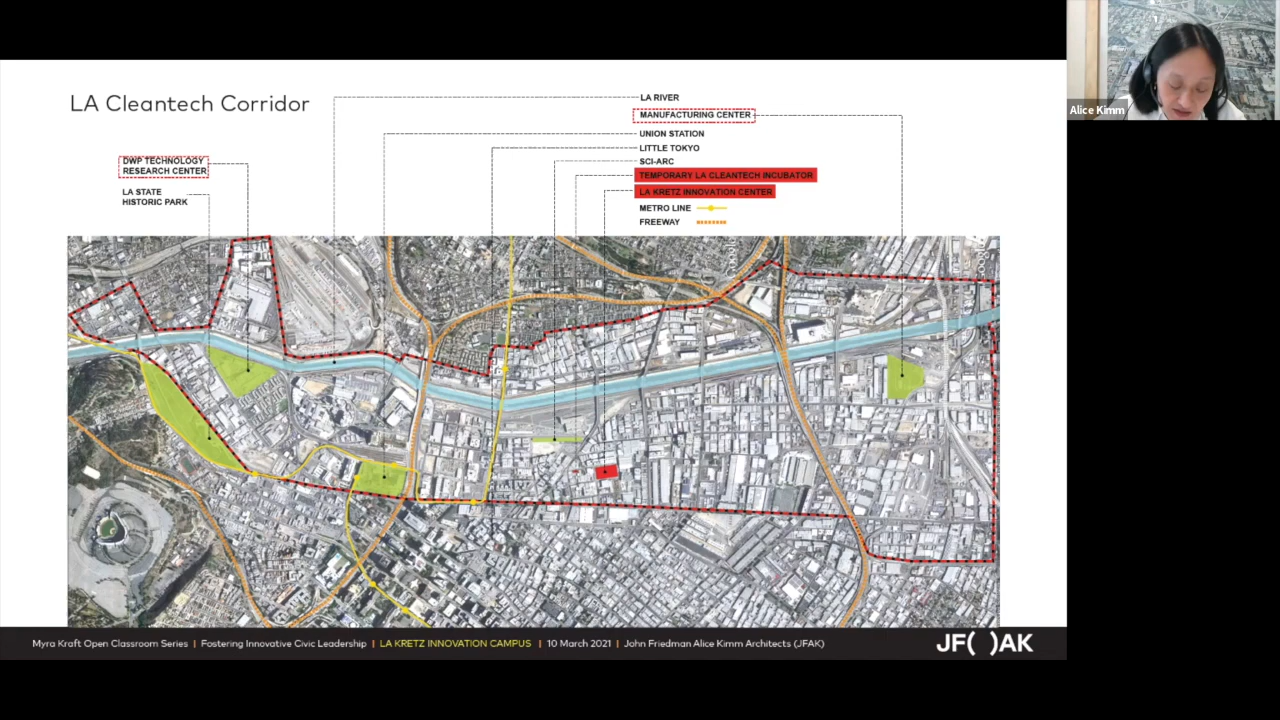 LA Cleantech Corridor
LA RIVER
MANUFACTURING CENTER
UNION STATION
LITTLE TOKYO
SCI-ARC
TEMPORARY LA CLEANTECH INCUBATOR
LA KRETZ INNOVATION CENTER
METRO LINE
FREEWAY
DWP TECHNOLOGY
RESEARCH CENTER
LA STATE
HISTORIC PARK
Alice Kimm
Myra Kraft Open Classroom Series | Fostering Innovative Civic Leadership | LA KRETZ INNOVATION CAMPUS | 10 March 2021 | John Friedman Alice Kimm Architects (JFAK)
JF( )AK